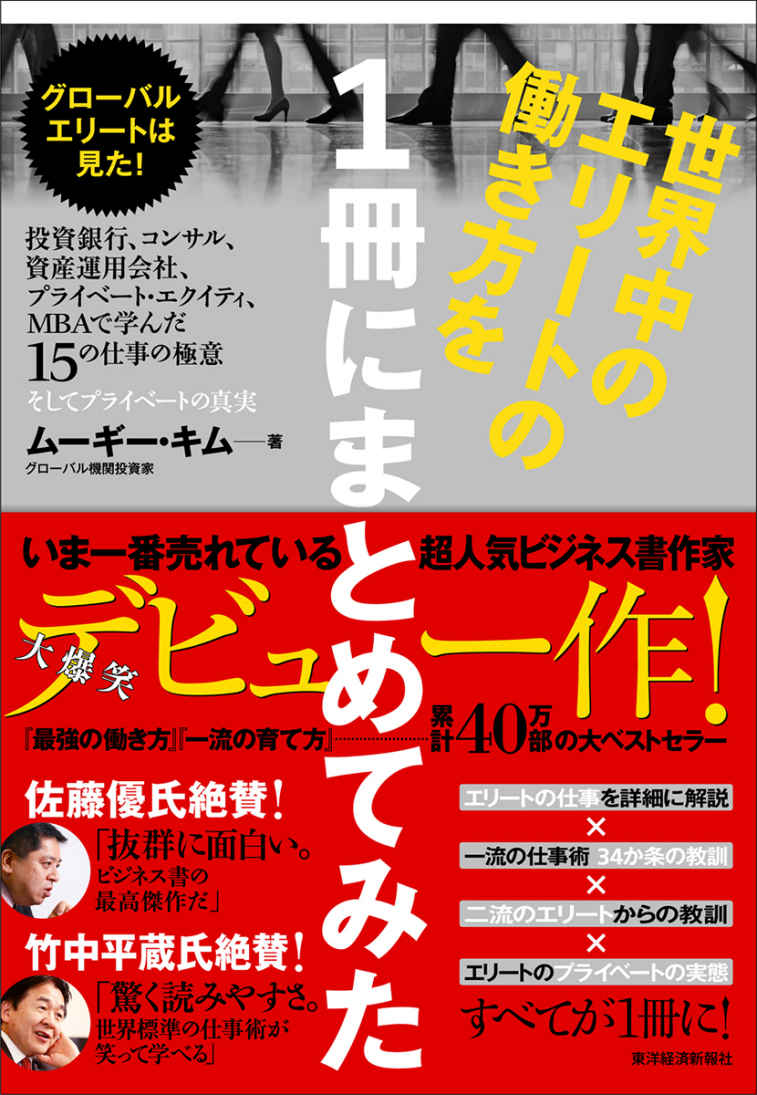 グローバル
エリートは
見た!
世界中の
エリートの
働き方を
1冊にまとめてみた
投資銀行、コンサル、
資産運用会社、
プライベート・エクイティ、
MBAで学んだ
15の仕事の極意
そしてプライベートの真実
ムーギー・キム──著
グローバル機関投資家
いま一番売れている 超人気ビジネス書作家
大爆笑
デビュー作!
『最強の働き方』『一流の育て方』………累計40万部の大ベストセラー
佐藤優氏絶賛!
「抜群に面白い。
ビジネス書の
最高傑作だ」
竹中平蔵氏絶賛!
「驚く読みやすさ。
世界標準の仕事術が
笑って学べる」
エリートの仕事を詳細に解説
×
一流の仕事術 34か条の教訓
×
二流のエリートからの教訓
×
エリートのプライベートの実態
すべてが1冊に!
東洋経済新報社